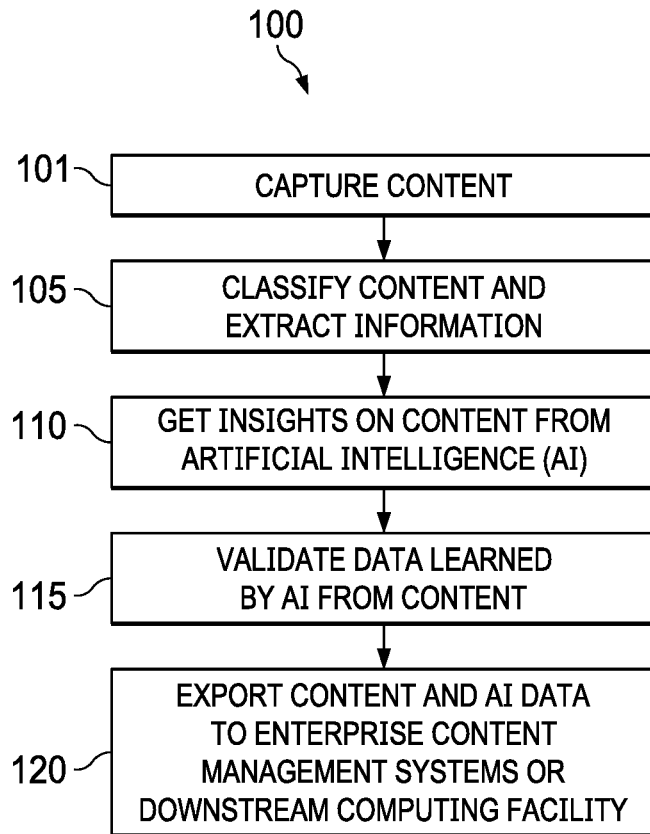 100
101
CAPTURE CONTENT
105
CLASSIFY CONTENT AND
EXTRACT INFORMATION
110
GET INSIGHTS ON CONTENT FROM
ARTIFICIAL INTELLIGENCE (AI)
115
VALIDATE DATA LEARNED
BY AI FROM CONTENT
120
EXPORT CONTENT AND AI DATA
TO ENTERPRISE CONTENT
MANAGEMENT SYSTEMS OR
DOWNSTREAM COMPUTING FACILITY